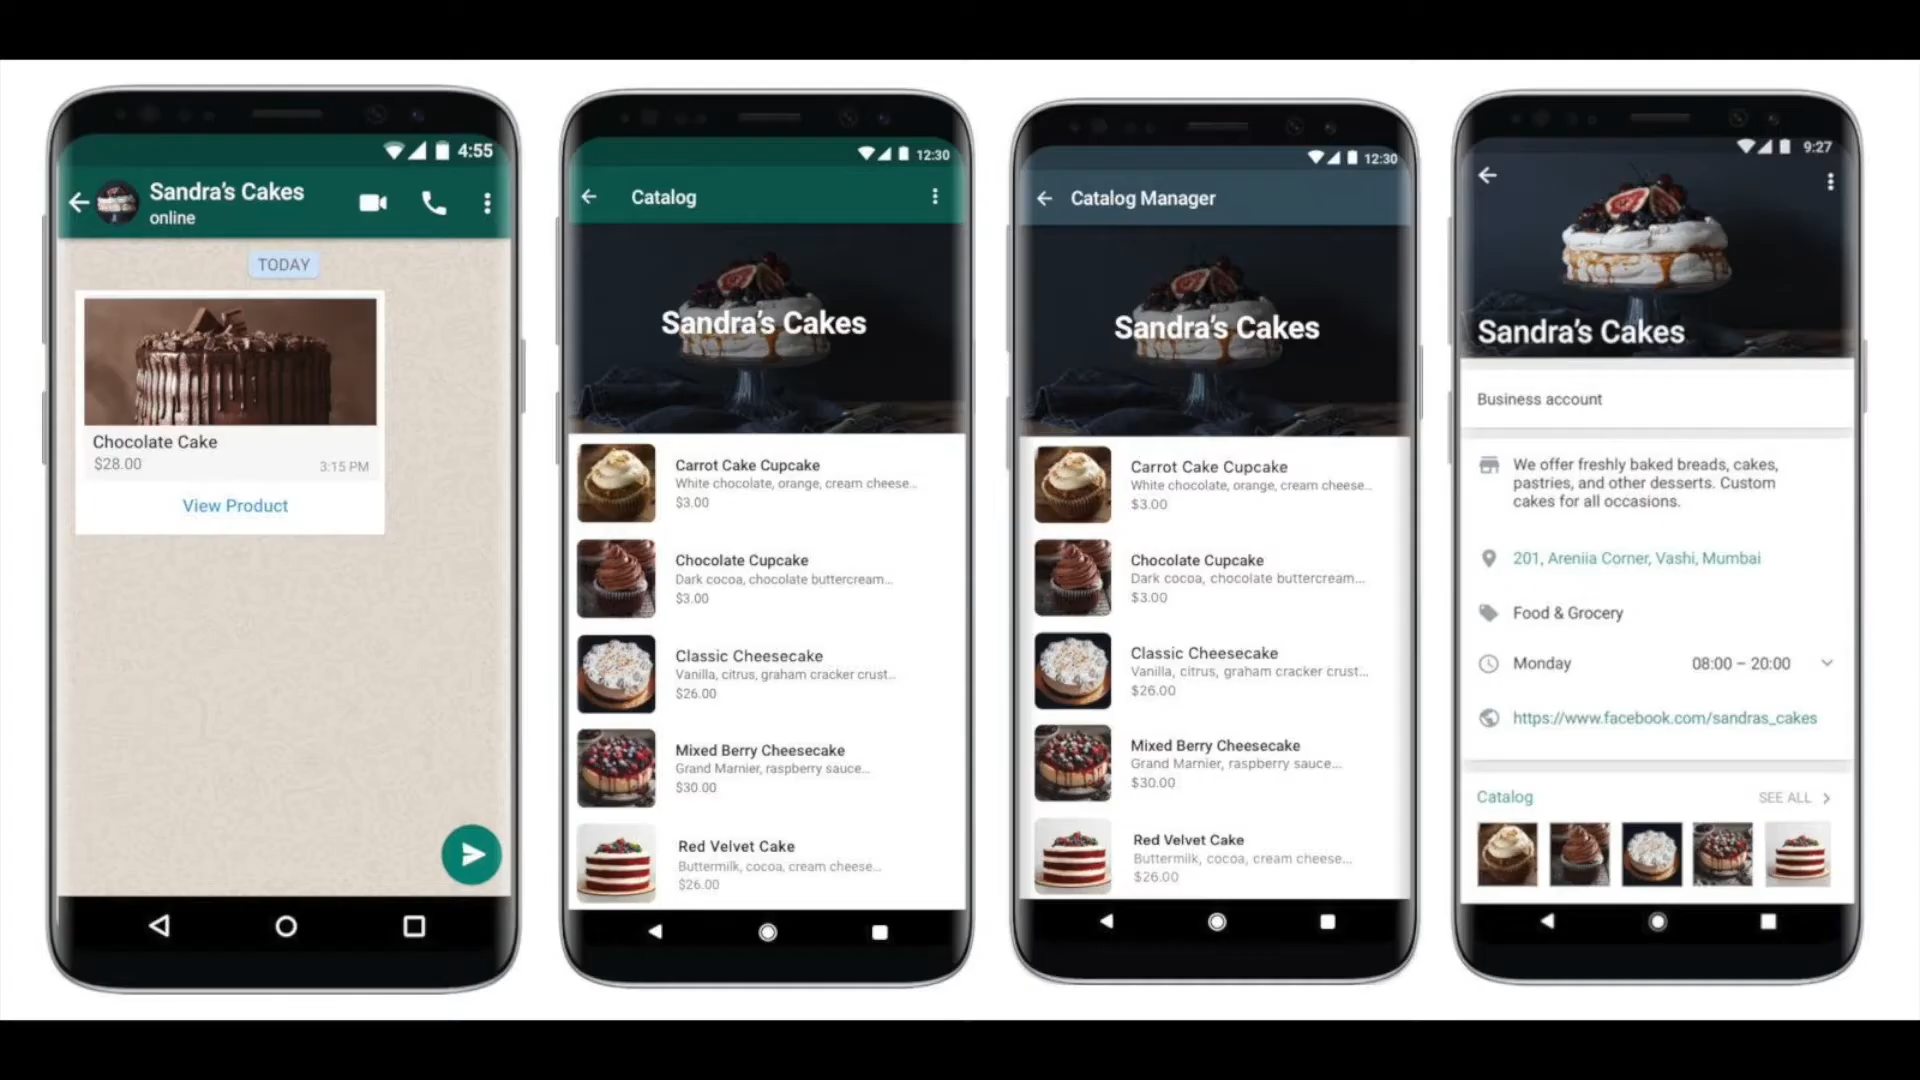 4:55
Sandra's Cakes
online
TODAY
Chocolate Cake
$28.00
3:15 PM
View Product
12:30
Catalog
Sandra's Cakes
Carrot Cake Cupcake
White chocolate, orange, cream cheese...
$3.00
Chocolate Cupcake
Dark cocoa, chocolate buttercream...
$3.00
Classic Cheesecake
Vanilla, citrus, graham cracker crust...
$26.00
Mixed Berry Cheesecake
Grand Marnier, raspberry sauce...
$30.00
Red Velvet Cake
Buttermilk, cocoa, cream cheese...
$26.00
12:30
Catalog Manager
Sandra's Cakes
Carrot Cake Cupcake
White chocolate, orange, cream cheese...
$3.00
Chocolate Cupcake
Dark cocoa, chocolate buttercream...
$3.00
Classic Cheesecake
Vanilla, citrus, graham cracker crust...
$26.00
Mixed Berry Cheesecake
Grand Marnier, raspberry sauce...
$30.00
Red Velvet Cake
Buttermilk, cocoa, cream cheese...
$26.00
9:27
Sandra's Cakes
Business account
We offer freshly baked breads, cakes,
pastries, and other desserts. Custom
cakes for all occasions.
201, Areniia Corner, Vashi, Mumbai
Food & Grocery
Monday 08:00 – 20:00
https://www.facebook.com/sandras_cakes
Catalog SEE ALL